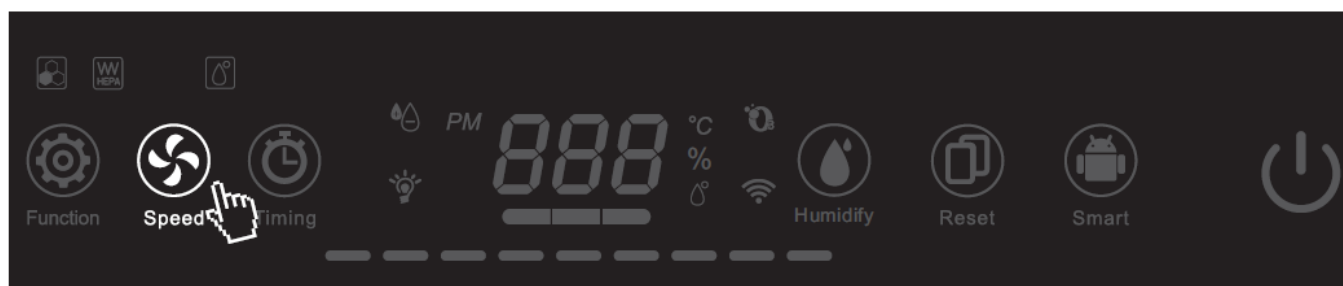 W
HEPA
PM
888
°C
%
Function
Speed
Timing
Humidify
Reset
Smart